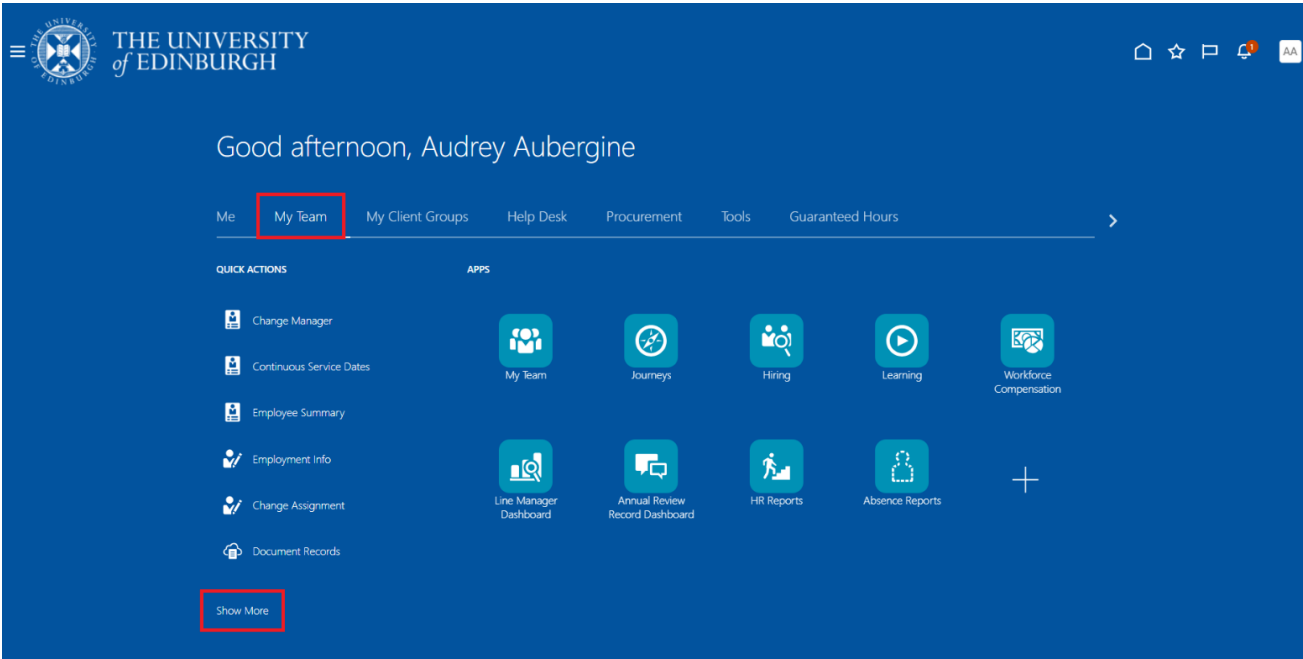 THE UNIVERSITY
of EDINBURGH
1
AA
Good afternoon, Audrey Aubergine
Me My Team My Client Groups Help Desk Procurement Tools Guaranteed Hours
QUICK ACTIONS
APPS
Change Manager
Continuous Service Dates
Employee Summary
Employment Info
Change Assignment
Document Records
Show More
My Team
Journeys
Hiring
Learning
Workforce
Compensation
Line Manager
Dashboard
Annual Review
Record Dashboard
HR Reports
Absence Reports